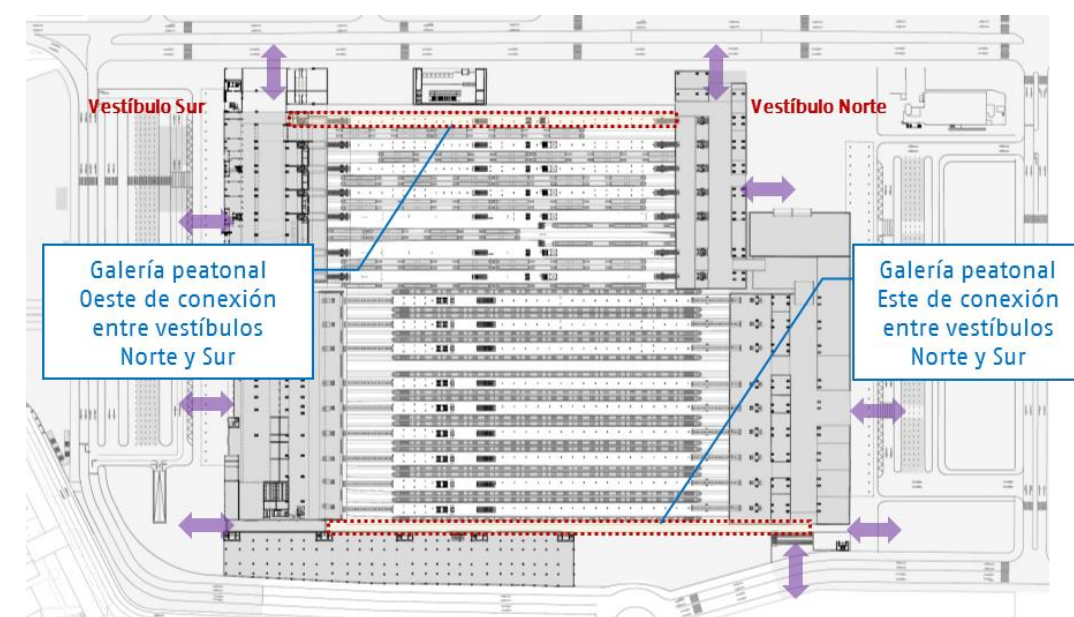 Vestíbulo Sur
Vestíbulo Norte
Galería peatonal
Oeste de conexión
entre vestíbulos
Norte y Sur
Galería peatonal
Este de conexión
entre vestíbulos
Norte y Sur